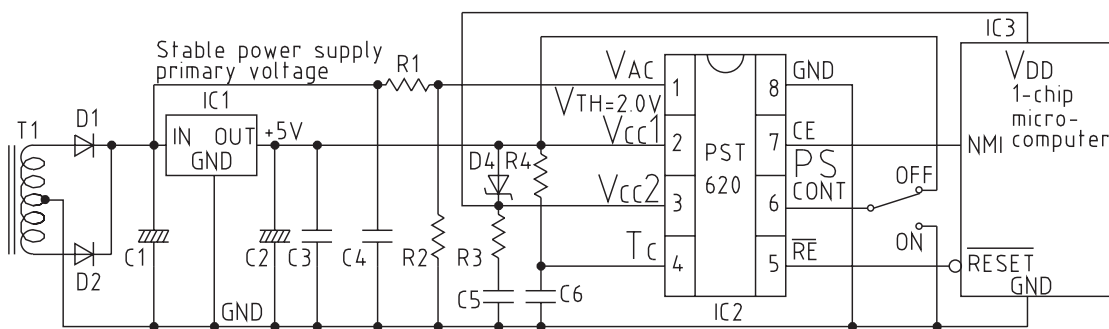 IC3
Stable power supply
primary voltage
R1
VAC
1
8
GND
VDD
1-chip
micro-
computer
VTH=2.0V
T1
D1
IC1
IN OUT
GND
+5V
VCC1
2
7
CE
NMI
D4
R4
PST
620
PS
CONT
OFF
VCC2
3
6
ON
C1
C2
C3
C4
R2
R3
TC
4
5
RE
RESET
D2
C5
C6
GND
IC2
GND